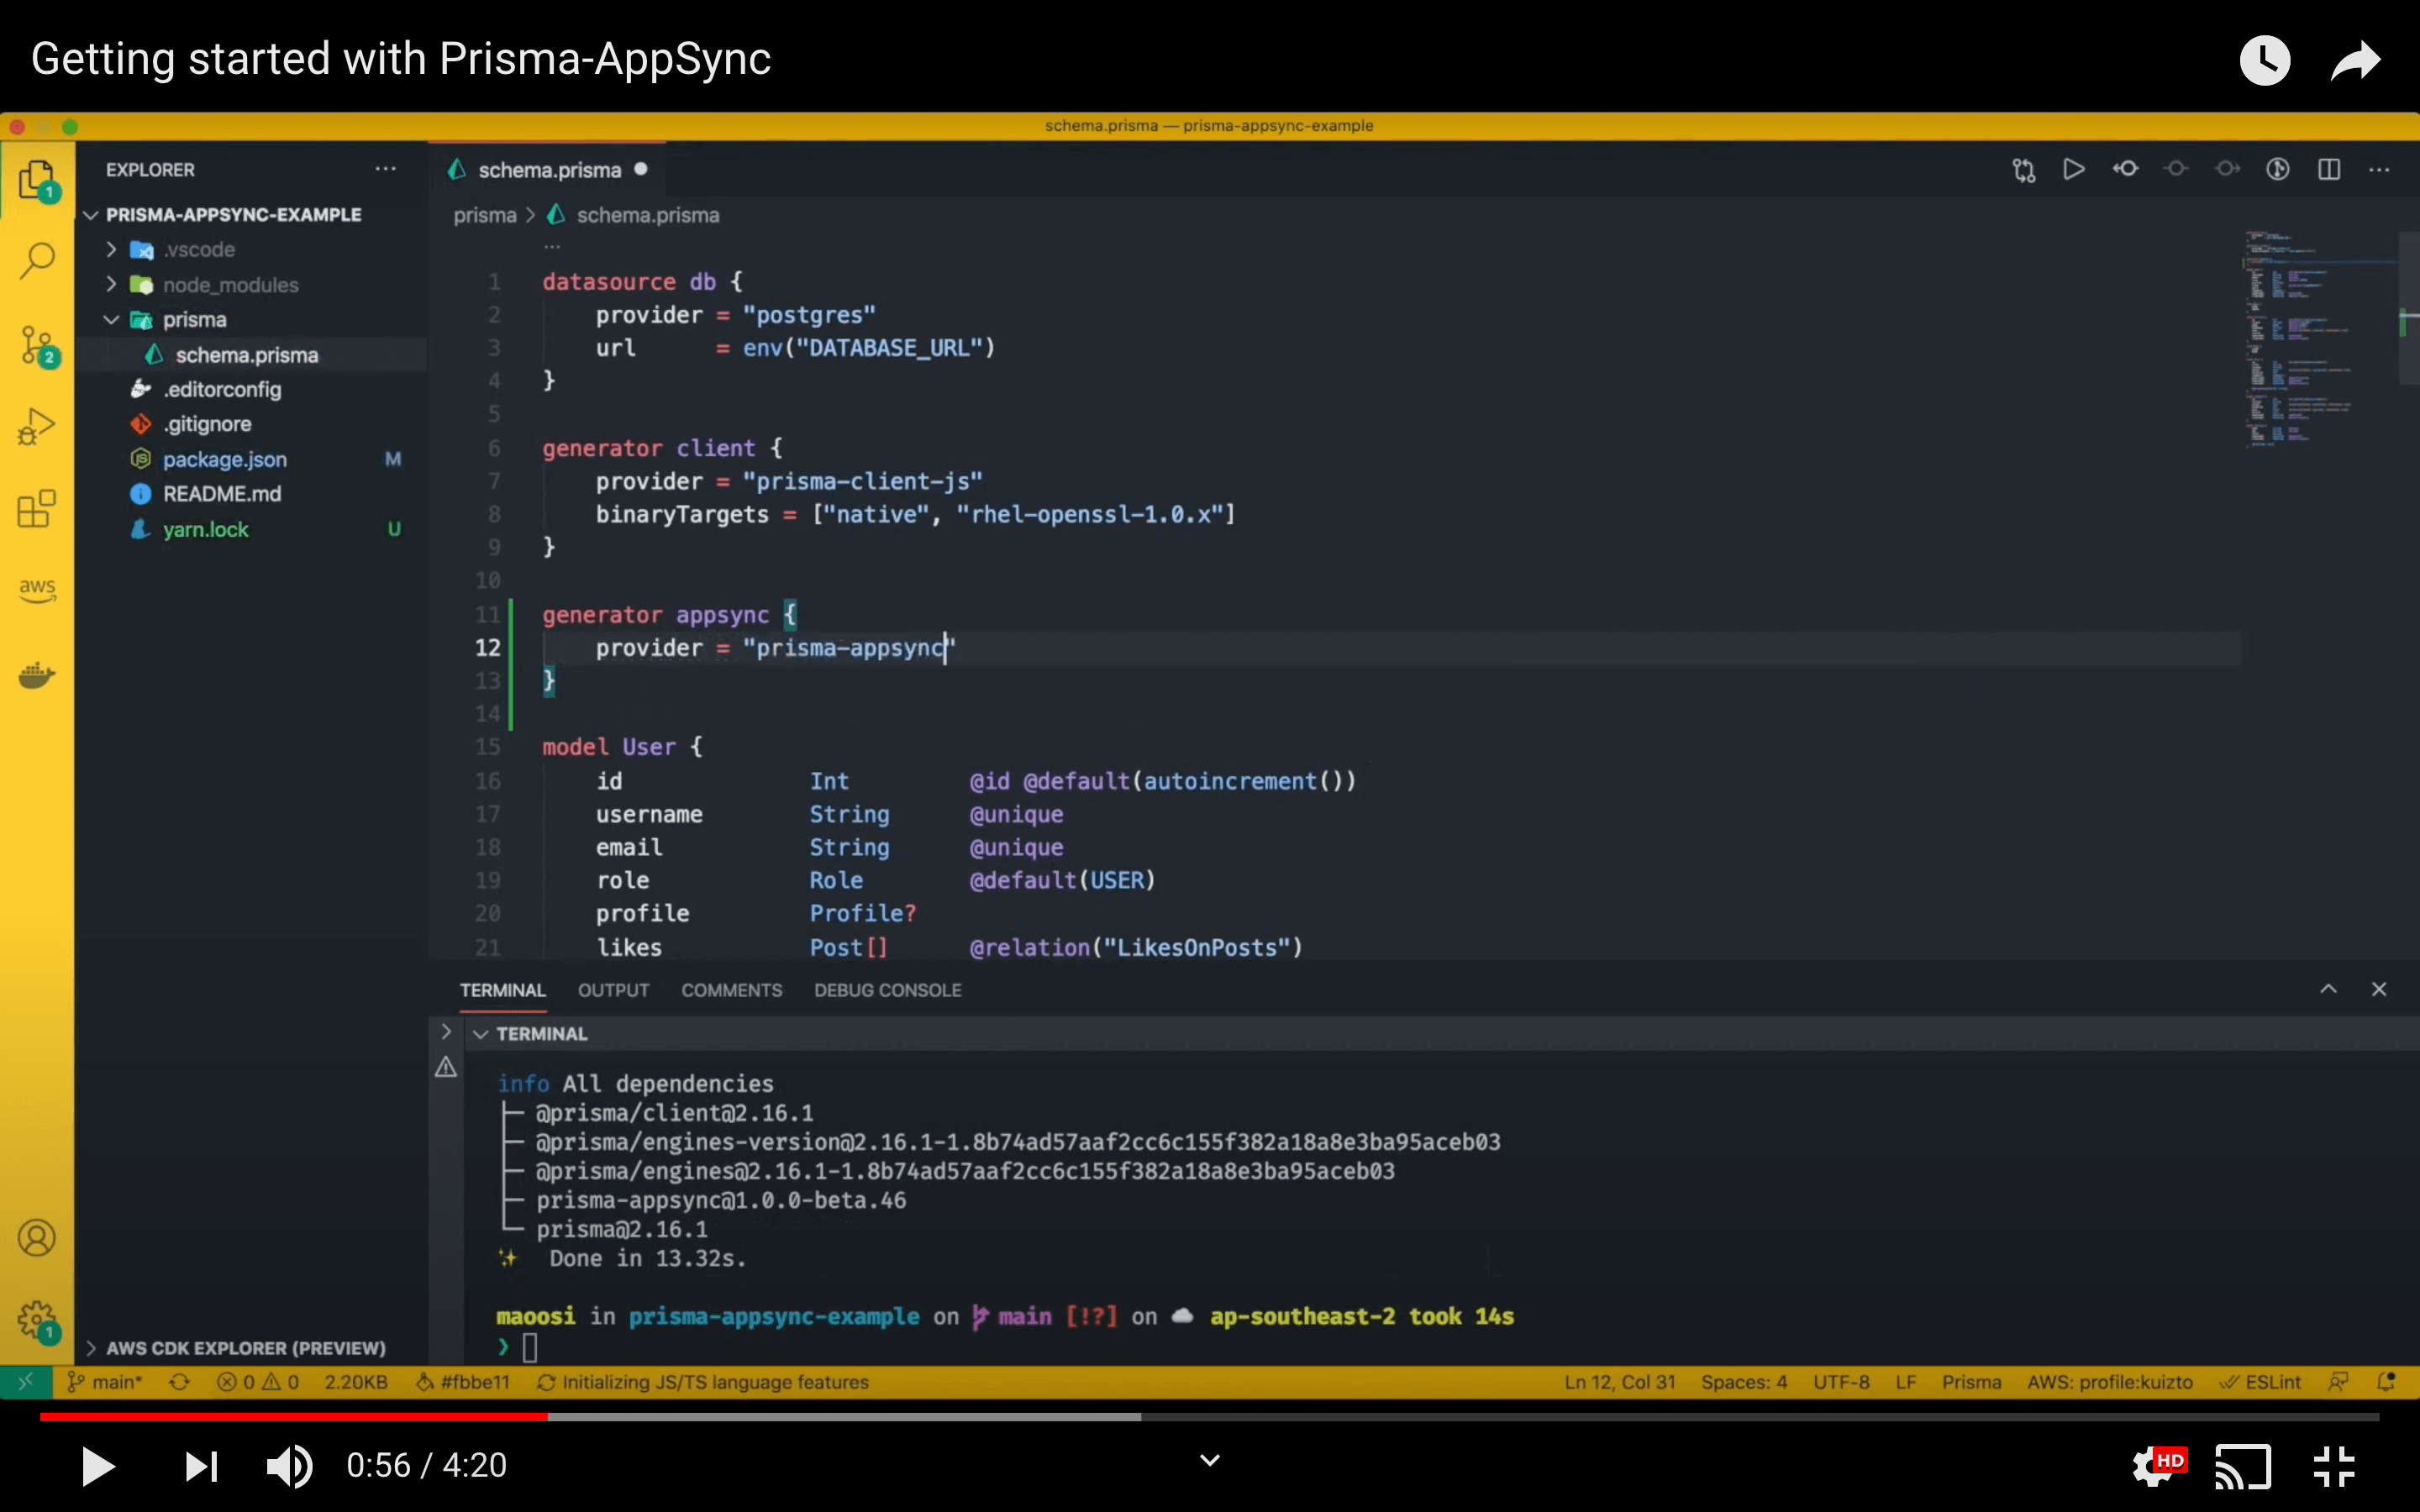 Getting started with Prisma-AppSync
schema.prisma — prisma-appsync-example
EXPLORER
PRISMA-APPSYNC-EXAMPLE
.vscode
node_modules
prisma
schema.prisma
.editorconfig
.gitignore
package.json M
README.md
yarn.lock U
AWS CDK EXPLORER (PREVIEW)
1
2
aws
1
schema.prisma
prisma > schema.prisma
...
1 datasource db {
2     provider = "postgres"
3     url      = env("DATABASE_URL")
4 }
5
6 generator client {
7     provider = "prisma-client-js"
8     binaryTargets = ["native", "rhel-openssl-1.0.x"]
9 }
10
11 generator appsync {
12     provider = "prisma-appsync"
13 }
14
15 model User {
16     id              Int         @id @default(autoincrement())
17     username        String      @unique
18     email           String      @unique
19     role            Role        @default(USER)
20     profile         Profile?
21     likes           Post[]      @relation("LikesOnPosts")
TERMINAL OUTPUT COMMENTS DEBUG CONSOLE
TERMINAL
info All dependencies
├─ @prisma/client@2.16.1
├─ @prisma/engines-version@2.16.1-1.8b74ad57aaf2cc6c155f382a18a8e3ba95aceb03
├─ @prisma/engines@2.16.1-1.8b74ad57aaf2cc6c155f382a18a8e3ba95aceb03
├─ prisma-appsync@1.0.0-beta.46
└─ prisma@2.16.1
✨ Done in 13.32s.
maoosi in prisma-appsync-example on main [!?] on ☁ ap-southeast-2 took 14s
❯
main* 0 0 2.20KB #fbbe11 Initializing JS/TS language features Ln 12, Col 31 Spaces: 4 UTF-8 LF Prisma AWS: profile:kuizto ESLint
0:56 / 4:20 HD